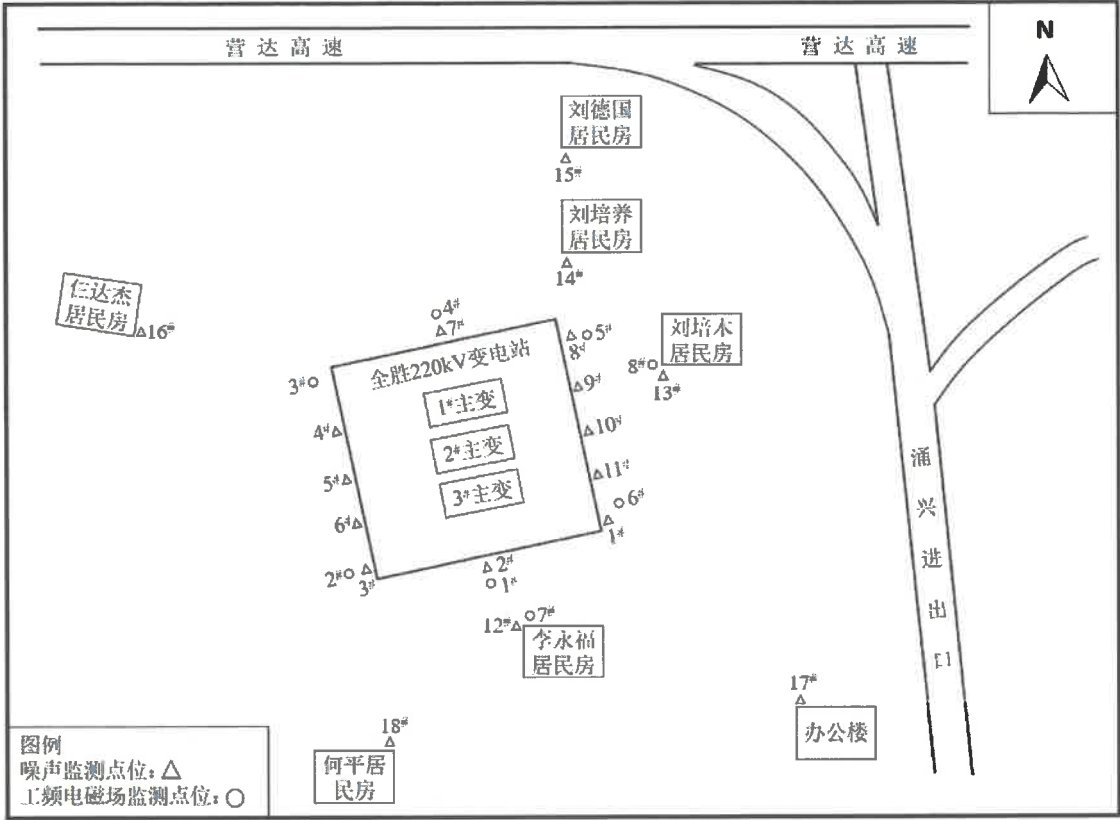 营达高速
营达高速
N
刘德国
居民房
15#
刘培养
居民房
14#
仨达杰
居民房
16#
4#
7#
5#
8#
刘培木
居民房
8#
13#
全胜220kV变电站
3#
1#主变
9#
4#
10#
2#主变
5#
11#
3#主变
6#
6#
1#
2#
3#
2#
1#
7#
12#
李永福
居民房
涌兴进出口
17#
办公楼
18#
何平居
民房
图例
噪声监测点位:
工频电磁场监测点位: